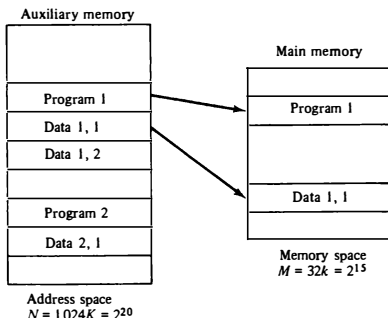 Auxiliary memory
Program 1
Data 1, 1
Data 1, 2
Program 2
Data 2, 1
Address space
N = 1024K = 2^20
Main memory
Program 1
Data 1, 1
Memory space
M = 32k = 2^15